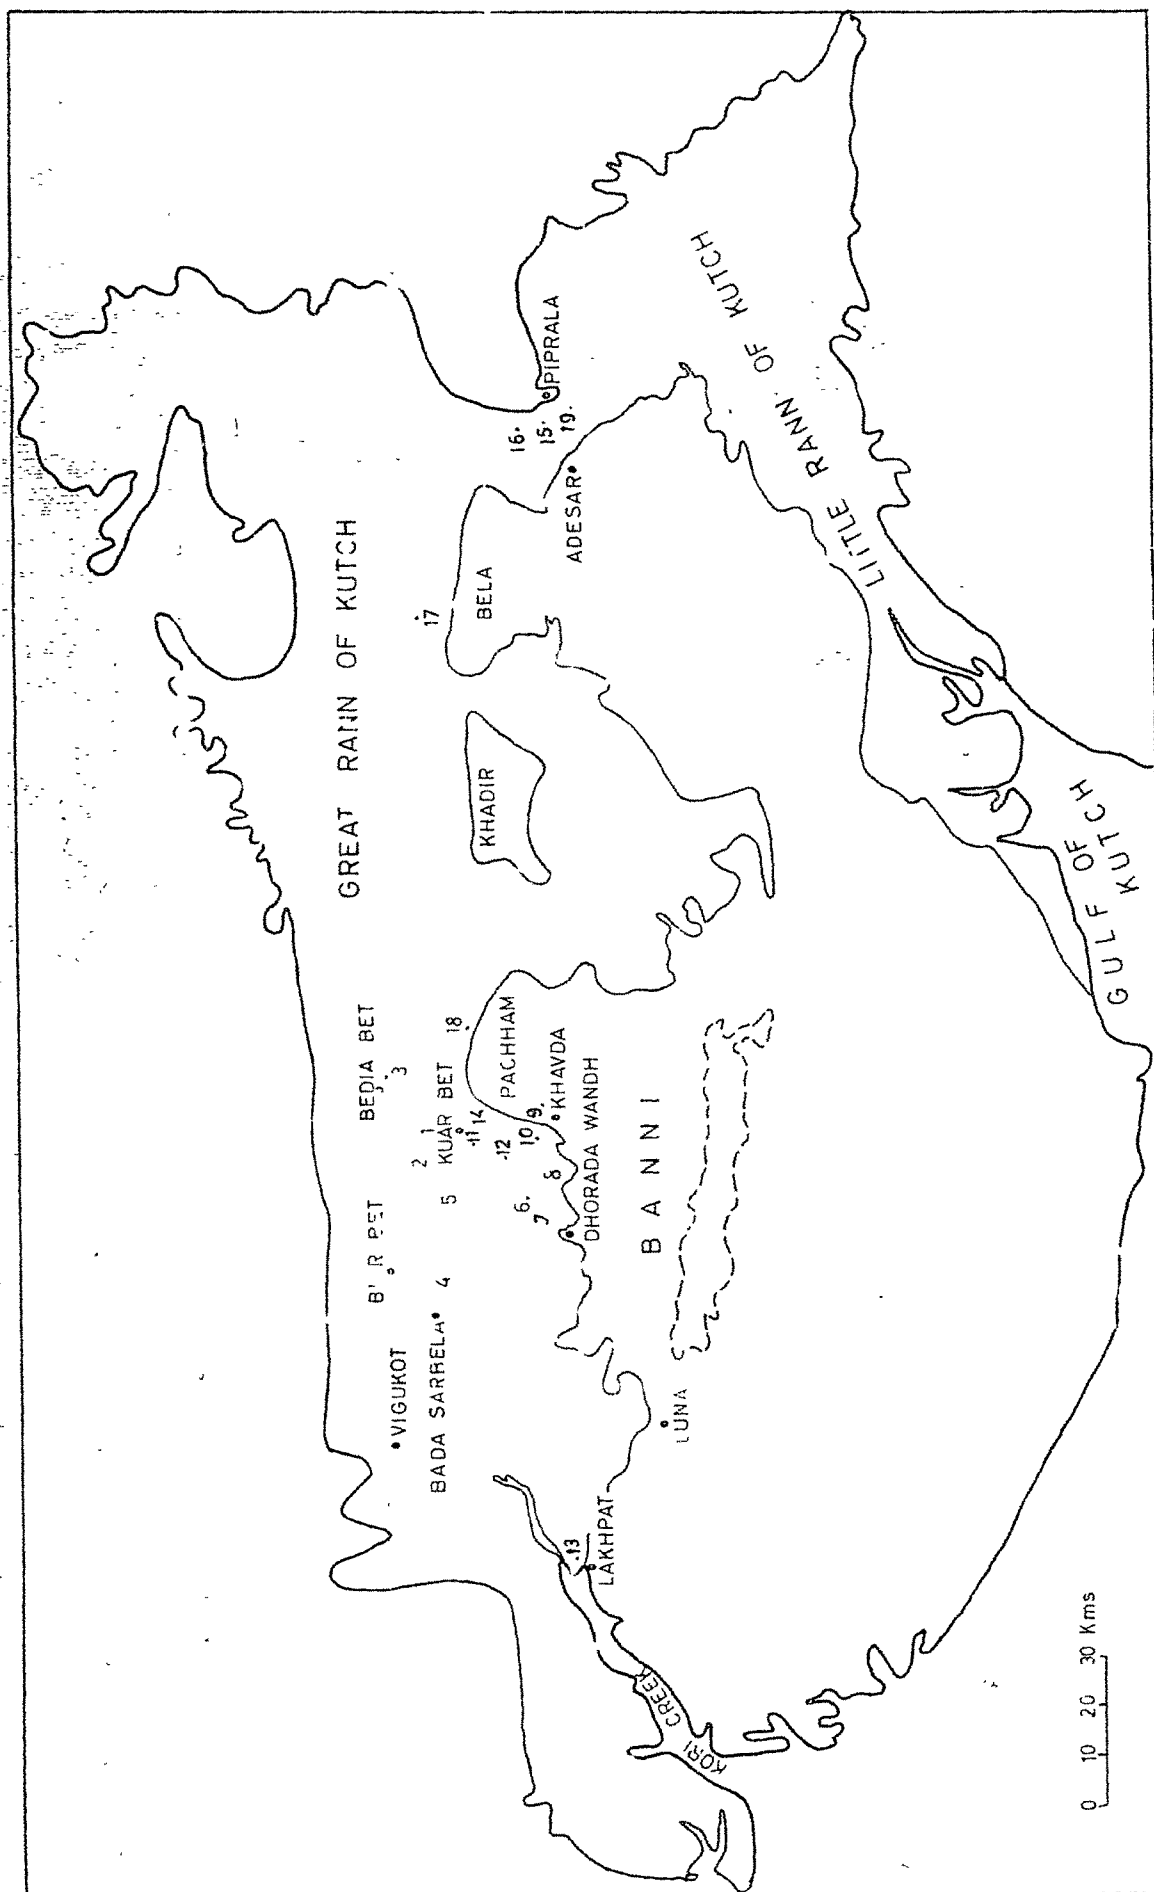 GREAT RANN OF KUTCH
BEDIA BET
3
2
1
KUAR BET
18
11
14
5
4
PET
VIGUKOT
BADA SARBELA
PACHHAM
KHAVDA
12
10
9
8
6
DHORADA WANDH
KHADIR
17
BELA
16
15
19
PIPRALA
ADESAR
LITTLE RANN OF KUTCH
BANNI
LUNA
13
LAKHPAT
KORI CREEK
GULF OF
KUTCH
0 10 20 30 Kms